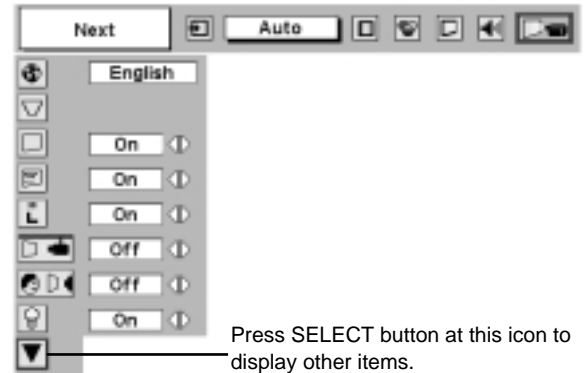 Next
Auto
English
On
On
On
Off
Off
On
Press SELECT button at this icon to
display other items.